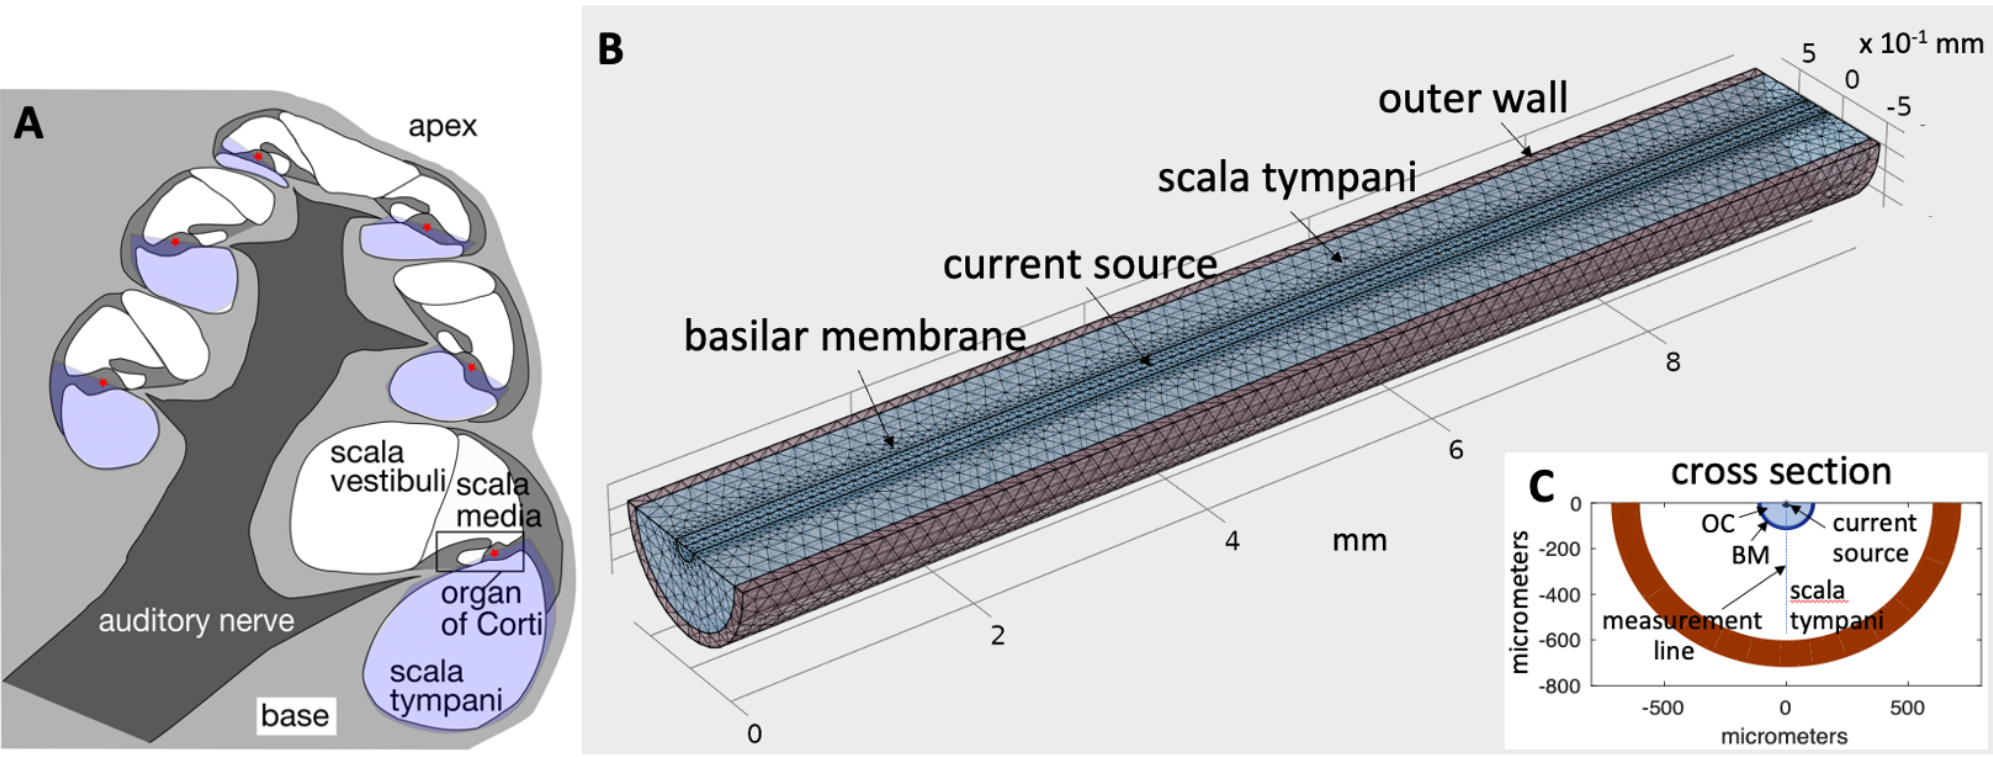 A
apex
scala
vestibuli
scala
media
organ
of Corti
auditory nerve
scala
tympani
base
B
x 10-1 mm
5
0
-5
outer wall
scala tympani
current source
basilar membrane
8
6
4
mm
2
0
C
cross section
0
-200
-400
-600
-800
micrometers
OC
BM
current
source
scala
tympani
measurement
line
-500
0
500
micrometers